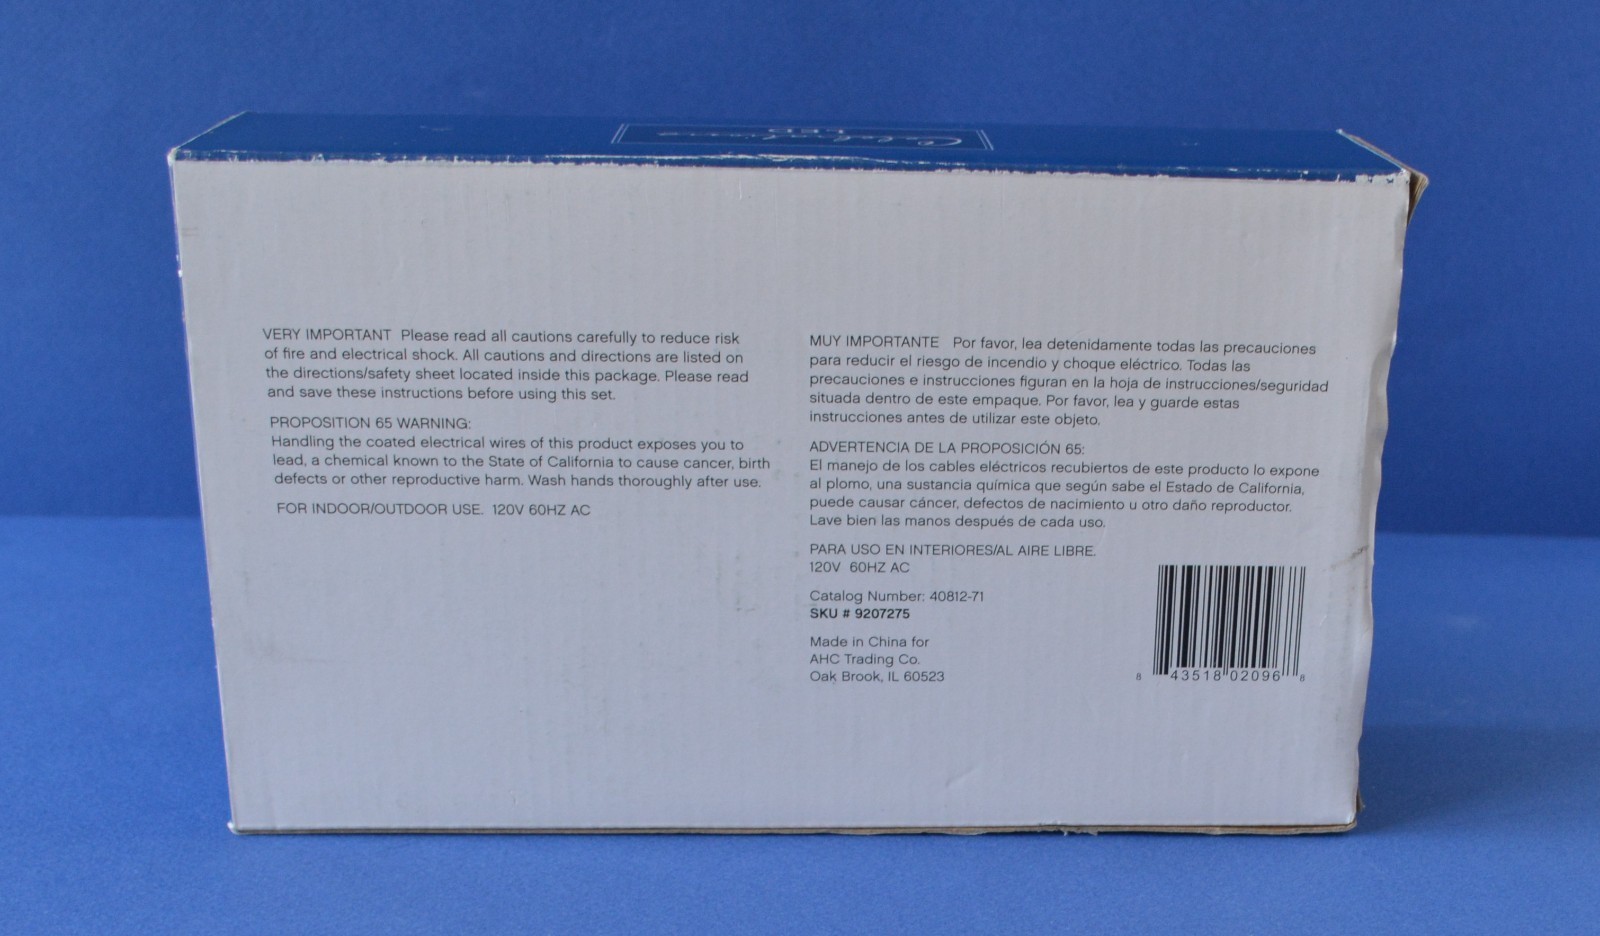 Celebrations
LED
VERY IMPORTANT Please read all cautions carefully to reduce risk
of fire and electrical shock. All cautions and directions are listed on
the directions/safety sheet located inside this package. Please read
and save these instructions before using this set.
PROPOSITION 65 WARNING:
Handling the coated electrical wires of this product exposes you to
lead, a chemical known to the State of California to cause cancer, birth
defects or other reproductive harm. Wash hands thoroughly after use.
FOR INDOOR/OUTDOOR USE. 120V 60HZ AC
MUY IMPORTANTE Por favor, lea detenidamente todas las precauciones
para reducir el riesgo de incendio y choque eléctrico. Todas las
precauciones e instrucciones figuran en la hoja de instrucciones/seguridad
situada dentro de este empaque. Por favor, lea y guarde estas
instrucciones antes de utilizar este objeto.
ADVERTENCIA DE LA PROPOSICIÓN 65:
El manejo de los cables eléctricos recubiertos de este producto lo expone
al plomo, una sustancia química que según sabe el Estado de California,
puede causar cáncer, defectos de nacimiento u otro daño reproductor.
Lave bien las manos después de cada uso.
PARA USO EN INTERIORES/AL AIRE LIBRE.
120V 60HZ AC
Catalog Number: 40812-71
SKU # 9207275
Made in China for
AHC Trading Co.
Oak Brook, IL 60523
8 43518 02096 8